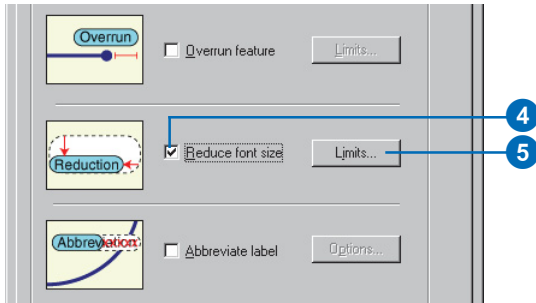 Overrun
Overrun feature
Limits...
4
Reduction
Reduce font size
Limits...
5
Abbreviation
Abbreviate label
Options...